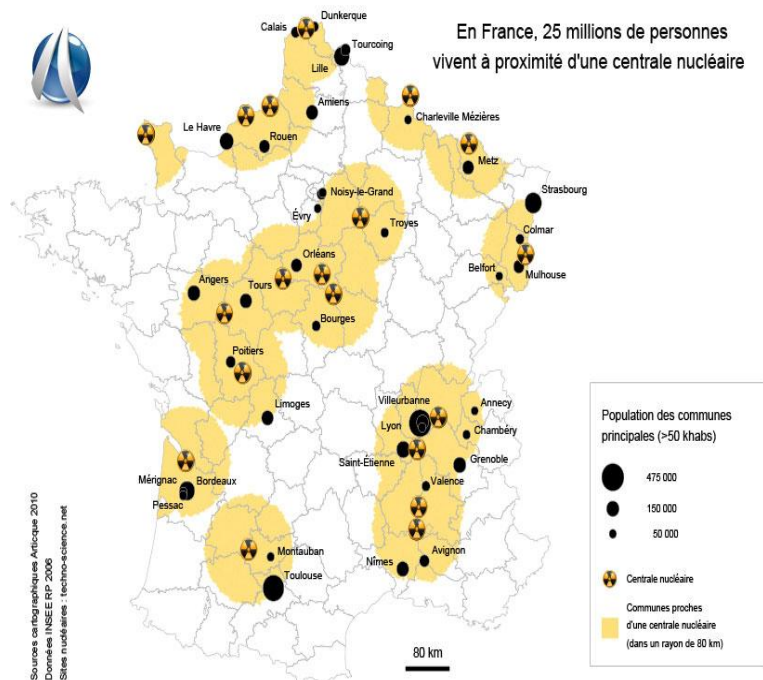 En France, 25 millions de personnes
vivent à proximité d'une centrale nucléaire
Calais
Dunkerque
Tourcoing
Lille
Amiens
Charleville Mézières
Le Havre
Rouen
Metz
Noisy-le-Grand
Strasbourg
Évry
Troyes
Colmar
Orléans
Belfort
Mulhouse
Angers
Tours
Bourges
Poitiers
Limoges
Villeurbanne
Annecy
Lyon
Chambéry
Saint-Étienne
Grenoble
Mérignac
Bordeaux
Valence
Pessac
Montauban
Avignon
Nîmes
Toulouse
80 km
Population des communes
principales (>50 khabs)
475 000
150 000
50 000
Centrale nucléaire
Communes proches
d'une centrale nucléaire
(dans un rayon de 80 km)
Sources cartographiques Articque 2010
Données INSEE RP 2006
Sites nucléaires : techno-science.net